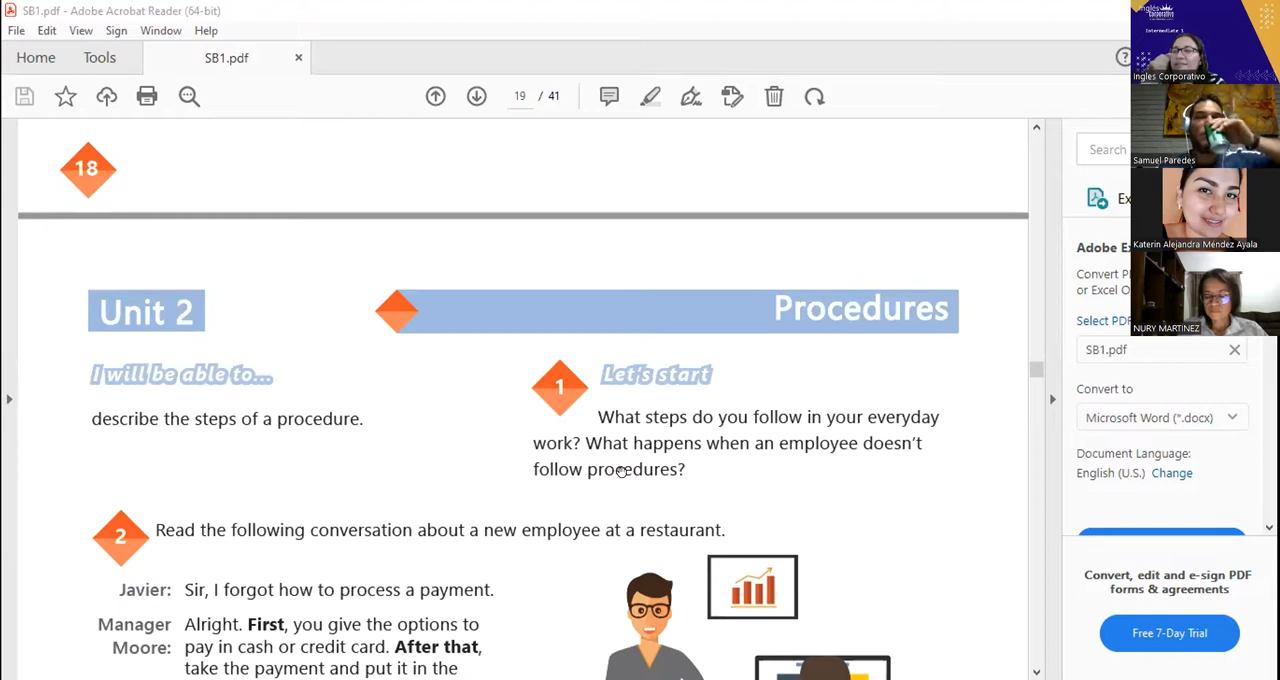 SB1.pdf - Adobe Acrobat Reader (64-bit)
File Edit View Sign Window Help
Home Tools SB1.pdf ×
19 / 41
18
Unit 2
Procedures
I will be able to...
describe the steps of a procedure.
1
Let's start
What steps do you follow in your everyday
work? What happens when an employee doesn't
follow procedures?
2
Read the following conversation about a new employee at a restaurant.
Javier: Sir, I forgot how to process a payment.
Manager Alright. First, you give the options to
Moore: pay in cash or credit card. After that,
take the payment and put it in the
Search
Ex
Adobe Ex
Convert P
or Excel O
Select PDF
SB1.pdf
Convert to
Microsoft Word (*.docx)
Document Language:
English (U.S.) Change
Convert, edit and e-sign PDF
forms & agreements
Free 7-Day Trial
Inglés
Corporativo
Intermediate 1
Ingles Corporativo
Samuel Paredes
Katerin Alejandra Méndez Ayala
NURY MARTINEZ